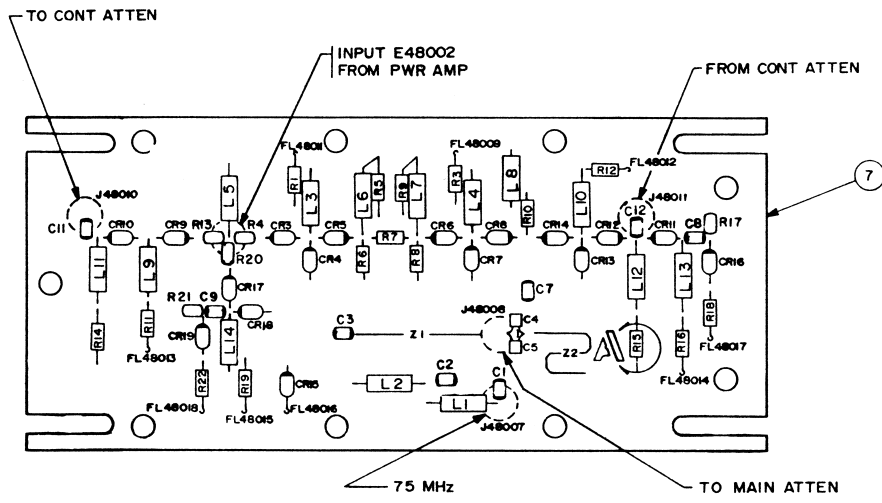 TO CONT ATTEN
INPUT E48002
FROM PWR AMP
FROM CONT ATTEN
7
FL48011
FL48009
FL48012
J48010
J48011
R1
L3
L6
R5
R9
L7
R3
L4
L8
R10
L10
R12
L5
C11
CR10
CR9
R13
R4
CR3
CR5
R7
CR6
CR8
CR14
CR12
C12
CR11
C8
R17
R20
CR4
R6
R8
CR7
CR13
CR16
L11
L9
CR17
C7
L12
L13
R21
C9
CR18
C3
Z1
J48006
C4
C5
Z2
R14
R11
CR19
L14
R15
R16
R18
FL48013
FL48017
R22
R19
CR15
L2
C2
C1
FL48014
FL48018
FL48015
FL48016
L1
J48007
75 MHz
TO MAIN ATTEN